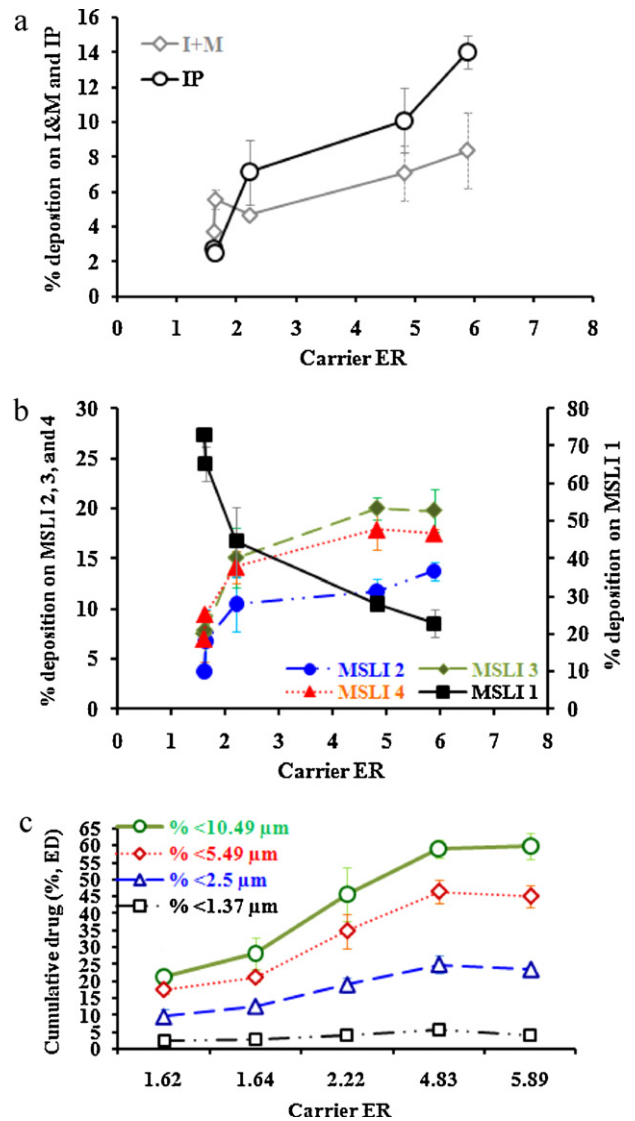 a
16
14
12
10
8
6
4
2
0
% depostion on I&M and IP
I+M
IP
0 1 2 3 4 5 6 7 8
Carrier ER
b
30
25
20
15
10
5
0
% deposition on MSLI 2, 3, and 4
80
70
60
50
40
30
20
10
0
% deposition on MSLI 1
MSLI 2 MSLI 3
MSLI 4 MSLI 1
0 1 2 3 4 5 6 7 8
Carrier ER
c
65
60
55
50
45
40
35
30
25
20
15
10
5
0
Cumulative drug (%, ED)
% <10.49 µm
% <5.49 µm
% <2.5 µm
% <1.37 µm
1.62 1.64 2.22 4.83 5.89
Carrier ER